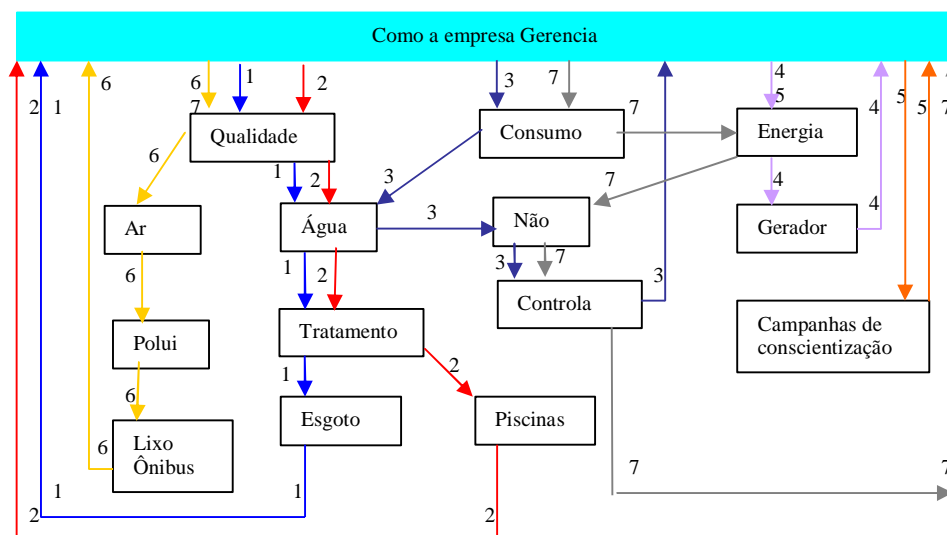 Como a empresa Gerencia
2 1 6 6 1 2 3 7 4 5 4 5 5 7
7 7
Qualidade
Consumo
Energia
6 1 2 3 7 4 4
Ar
Água
3
Não
Gerador
6 1 2 3 7 3
Controla
Campanhas de
conscientização
Polui
Tratamento
6 1 2
Lixo
Ônibus
Esgoto
Piscinas
6
1 1 7 7
2 2